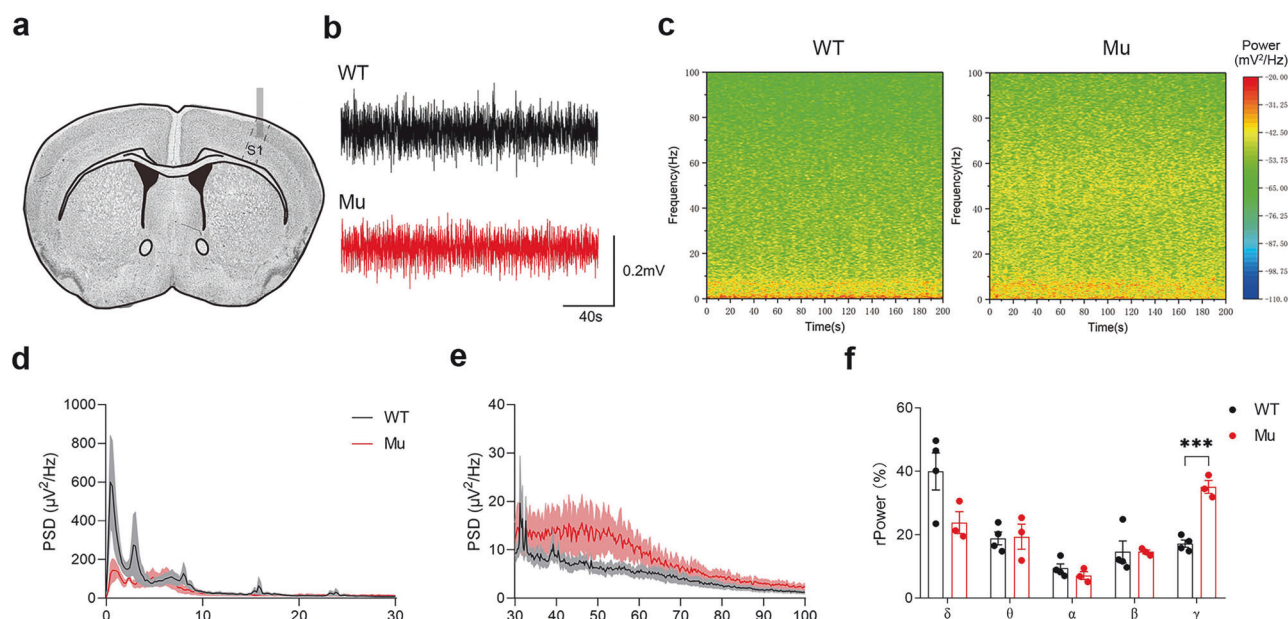 a
S1
b
WT
Mu
0.2mV
40s
c
WT
Mu
Power
(mV²/Hz)
Frequency(Hz)
100
80
60
40
20
0
0 20 40 60 80 100 120 140 160 180 200
Time(s)
Frequency(Hz)
100
80
60
40
20
0
0 20 40 60 80 100 120 140 160 180 200
Time(s)
-20.00
-31.25
-42.50
-53.75
-65.00
-76.25
-87.50
-98.75
-110.0
d
PSD (μV²/Hz)
1000
800
600
400
200
0
0 10 20 30
WT
Mu
e
PSD (μV²/Hz)
40
30
20
10
0
30 40 50 60 70 80 90 100
f
rPower (%)
60
40
20
0
δ θ α β γ
***
WT
Mu